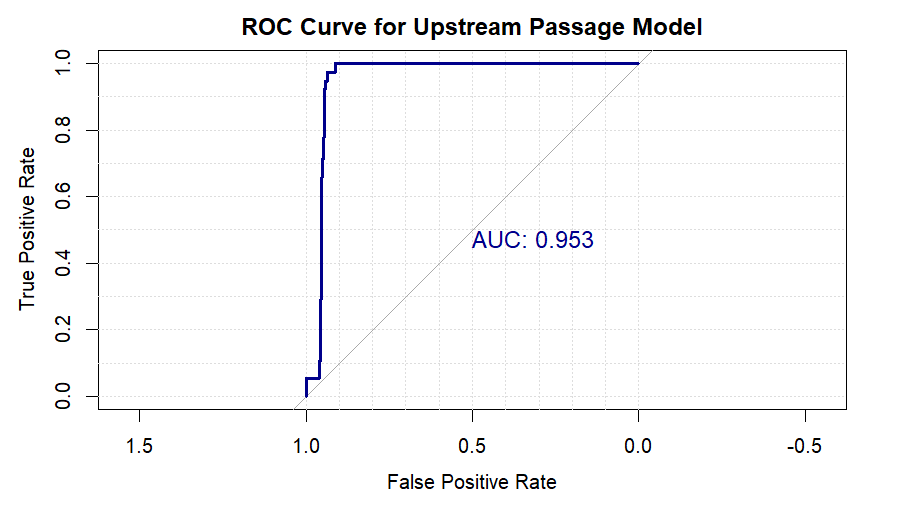 ROC Curve for Upstream Passage Model
True Positive Rate
1.0
0.8
0.6
0.4
0.2
0.0
AUC: 0.953
1.5 1.0 0.5 0.0 -0.5
False Positive Rate